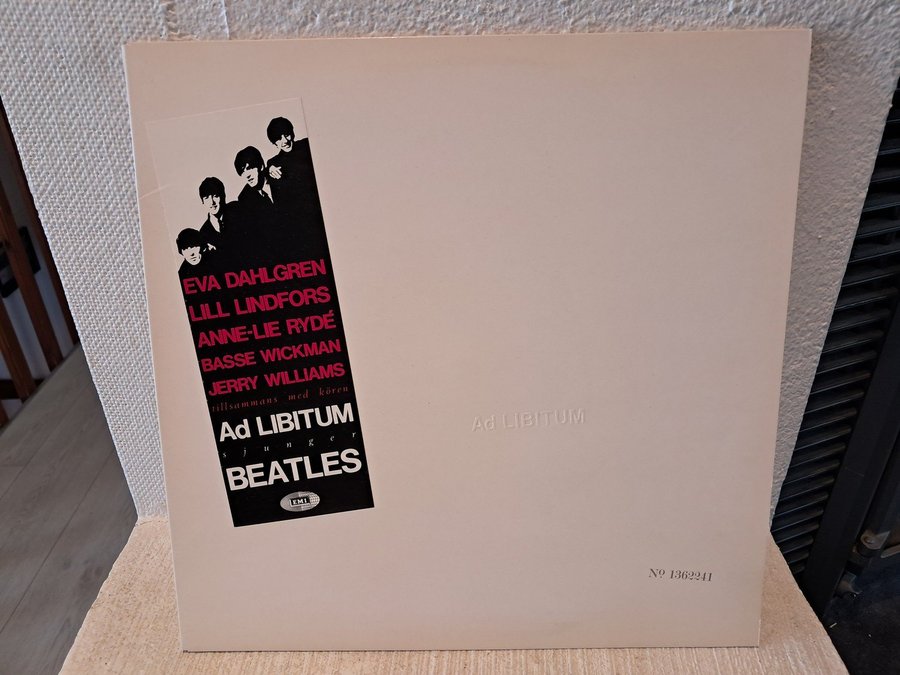 EVA DAHLGREN
LILL LINDFORS
ANNE-LIE RYDÉ
BASSE WICKMAN
JERRY WILLIAMS
tillsammans med kören
Ad LIBITUM
sjunger
BEATLES
EMI
Ad LIBITUM
Nº 1362241